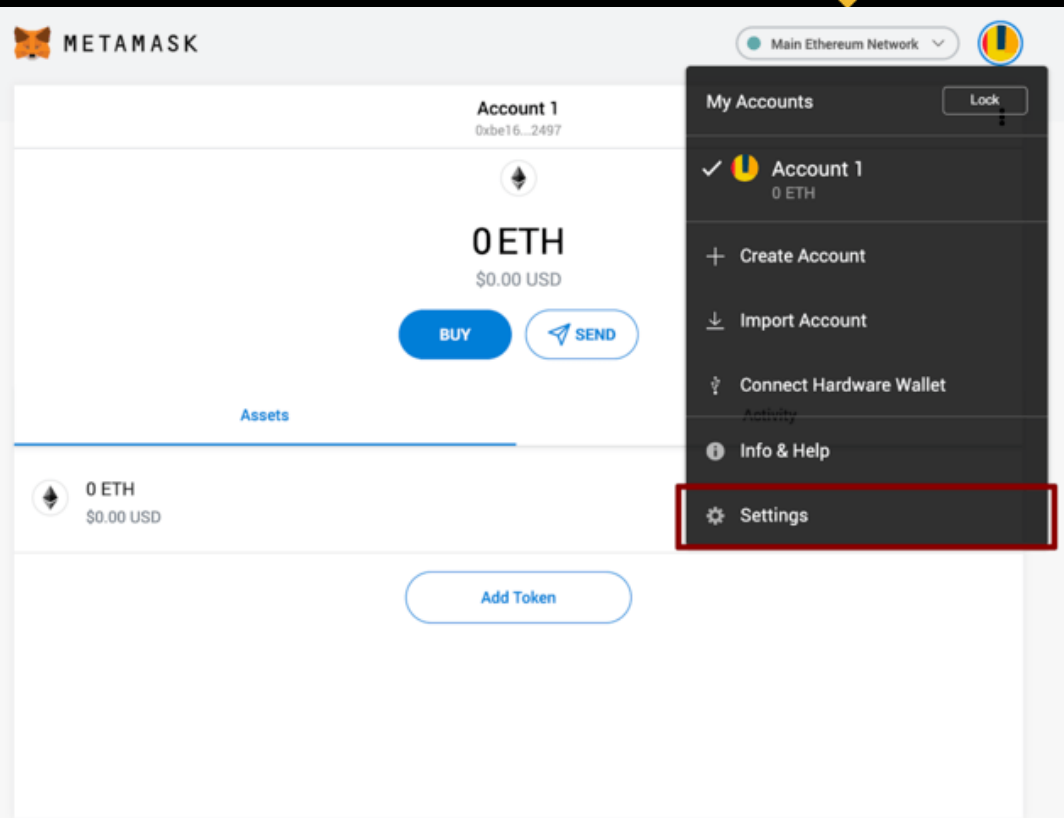 METAMASK
Main Ethereum Network
Account 1
0xbe16...2497
0 ETH
$0.00 USD
BUY
SEND
Assets
Activity
0 ETH
$0.00 USD
Add Token
My Accounts
Lock
Account 1
0 ETH
Create Account
Import Account
Connect Hardware Wallet
Info & Help
Settings